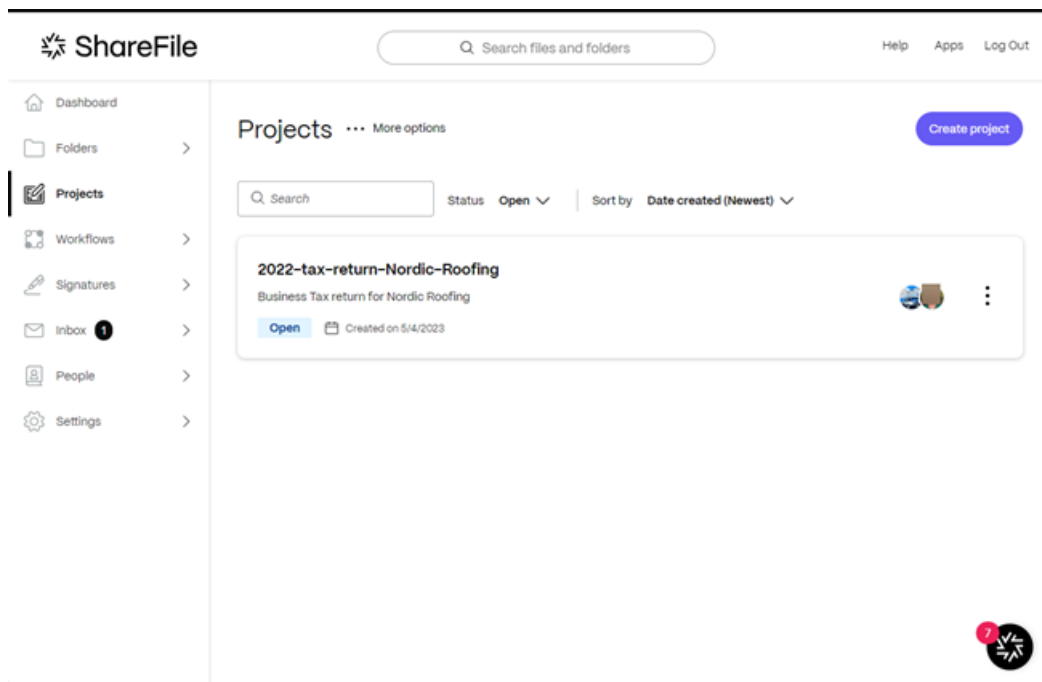 ShareFile
Search files and folders
Help Apps Log Out
Dashboard
Folders
Projects
Workflows
Signatures
Inbox 1
People
Settings
Projects ... More options
Create project
Search
Status Open
Sort by Date created (Newest)
2022-tax-return-Nordic-Roofing
Business Tax return for Nordic Roofing
Open Created on 5/4/2023
7